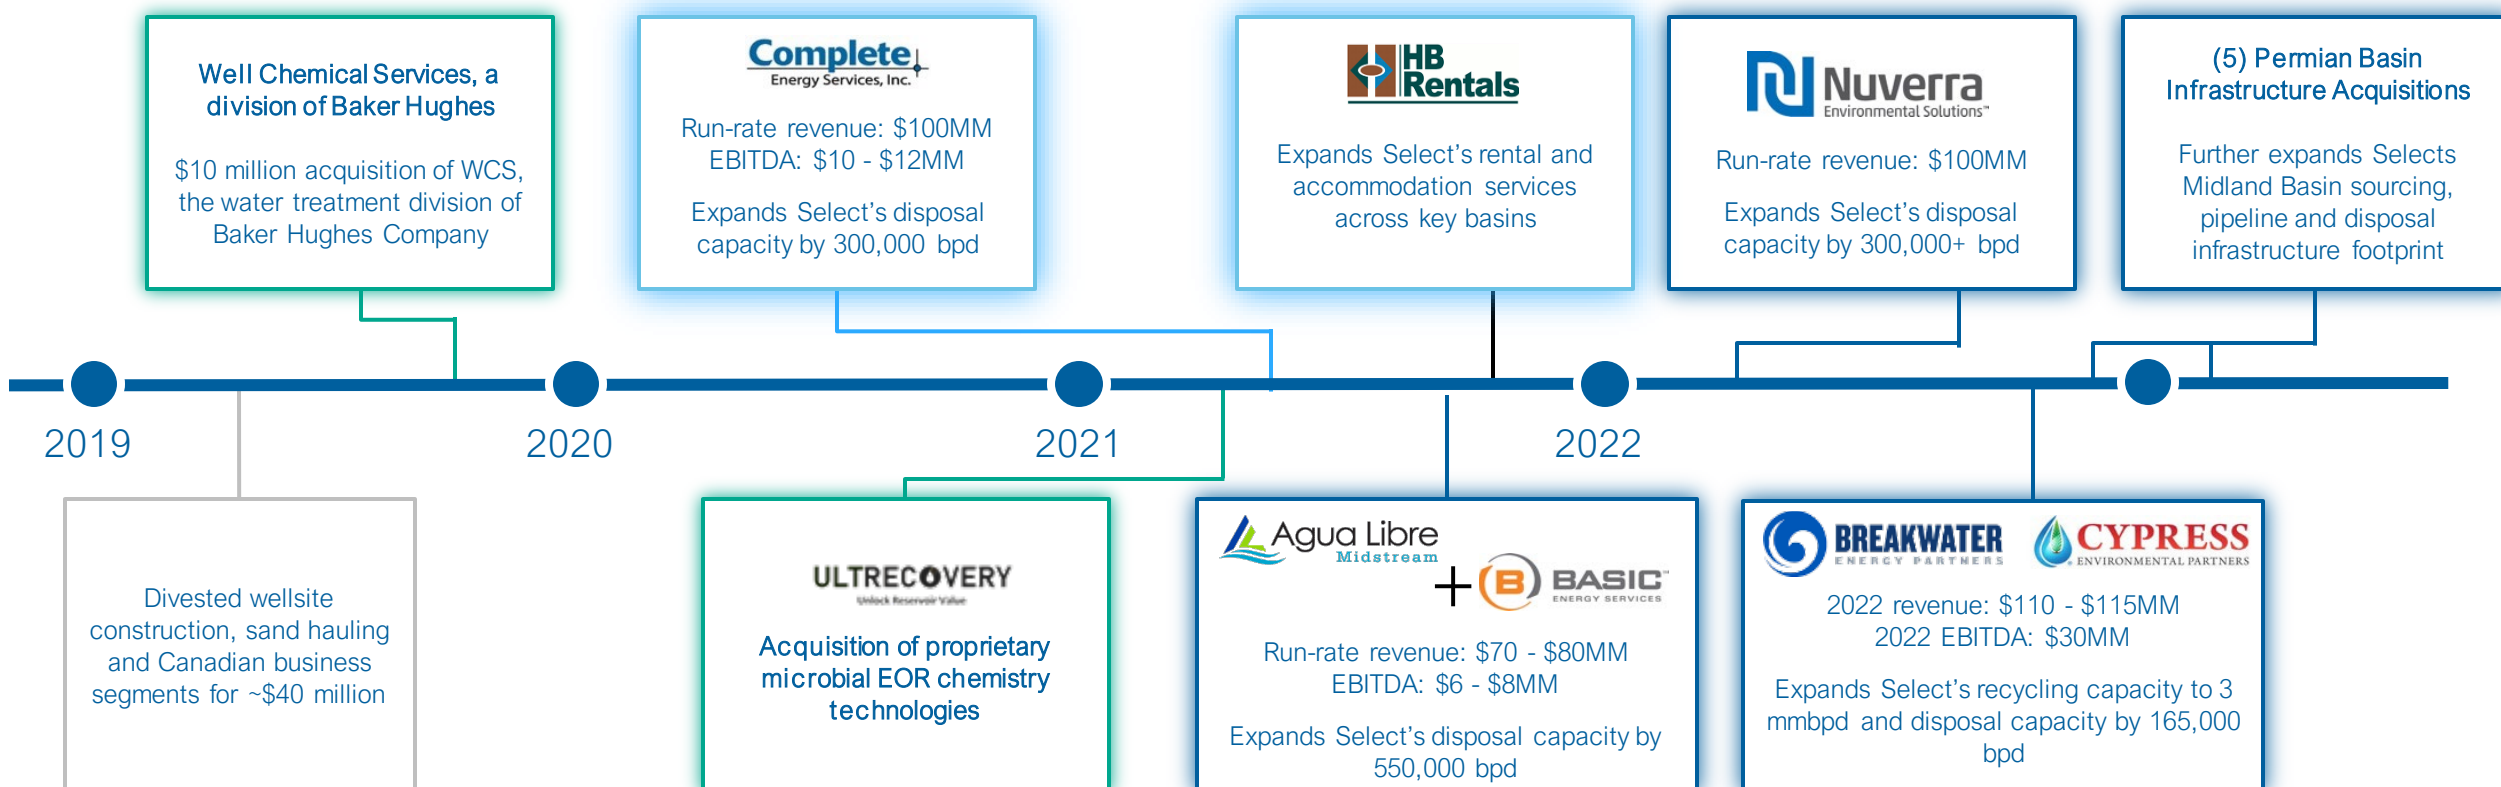 Well Chemical Services, a
division of Baker Hughes
$10 million acquisition of WCS,
the water treatment division of
Baker Hughes Company
Complete
Energy Services, Inc.
Run-rate revenue: $100MM
EBITDA: $10 - $12MM
Expands Select's disposal
capacity by 300,000 bpd
HB
Rentals
Expands Select's rental and
accommodation services
across key basins
Nuverra
Environmental Solutions™
Run-rate revenue: $100MM
Expands Select's disposal
capacity by 300,000+ bpd
(5) Permian Basin
Infrastructure Acquisitions
Further expands Selects
Midland Basin sourcing,
pipeline and disposal
infrastructure footprint
2019
2020
2021
2022
Divested wellsite
construction, sand hauling
and Canadian business
segments for ~$40 million
ULTRECOVERY
Unlock Reservoir Value
Acquisition of proprietary
microbial EOR chemistry
technologies
Agua Libre
Midstream
+
B BASIC™
ENERGY SERVICES
Run-rate revenue: $70 - $80MM
EBITDA: $6 - $8MM
Expands Select's disposal capacity by
550,000 bpd
BREAKWATER
ENERGY PARTNERS
CYPRESS
ENVIRONMENTAL PARTNERS
2022 revenue: $110 - $115MM
2022 EBITDA: $30MM
Expands Select's recycling capacity to 3
mmbpd and disposal capacity by 165,000
bpd